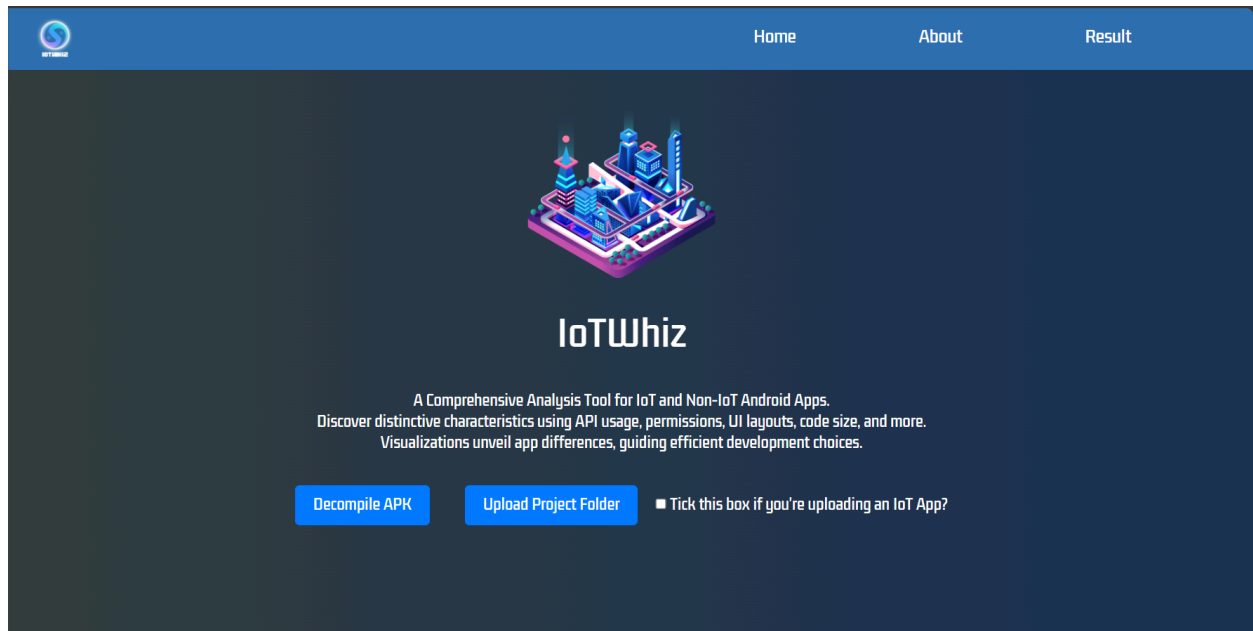 IOTWHIZ
Home About Result
IoTWhiz
A Comprehensive Analysis Tool for IoT and Non-IoT Android Apps.
Discover distinctive characteristics using API usage, permissions, UI layouts, code size, and more.
Visualizations unveil app differences, guiding efficient development choices.
Decompile APK Upload Project Folder Tick this box if you're uploading an IoT App?